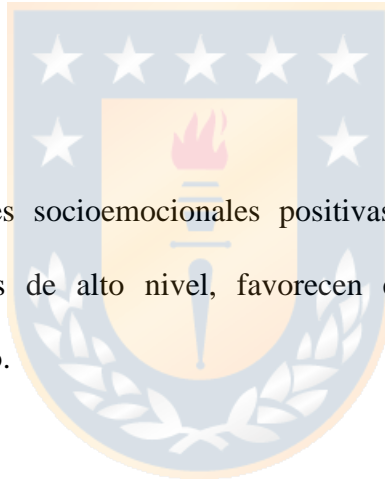 es socioemocionales positivas
s de alto nivel, favorecen
o.